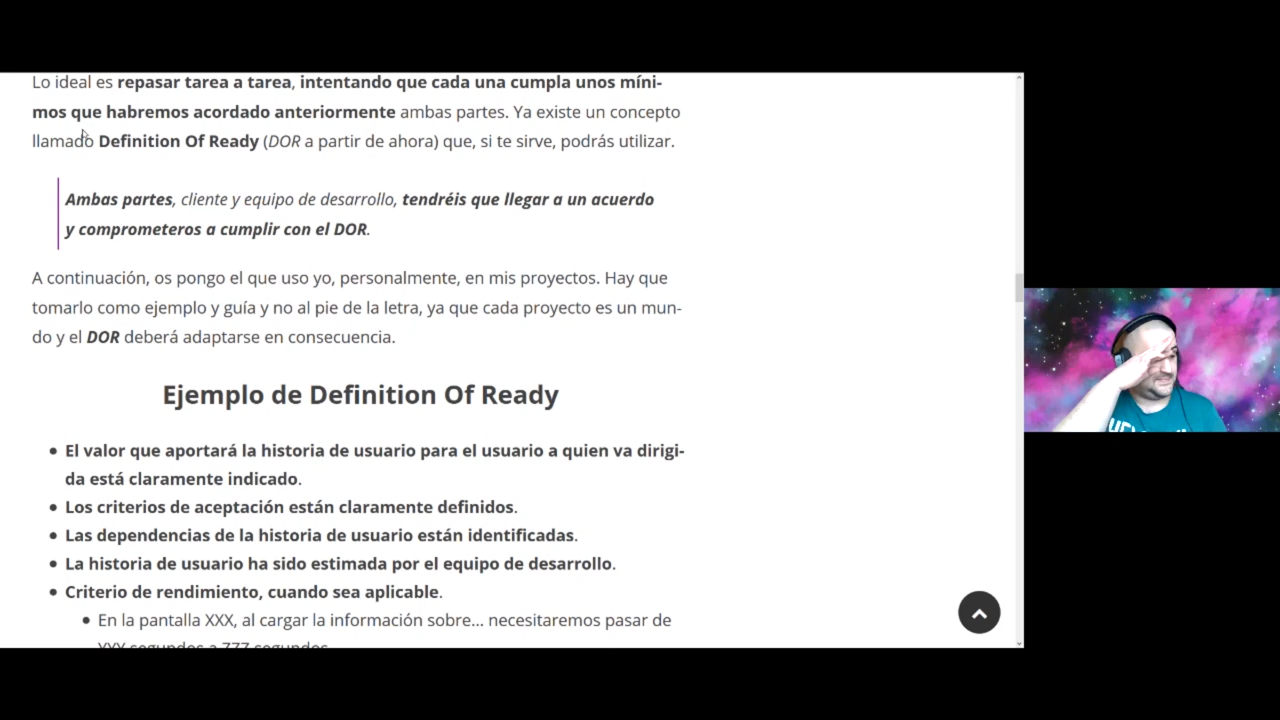 Lo ideal es repasar tarea a tarea, intentando que cada una cumpla unos míni-
mos que habremos acordado anteriormente ambas partes. Ya existe un concepto
llamado Definition Of Ready (DOR a partir de ahora) que, si te sirve, podrás utilizar.
Ambas partes, cliente y equipo de desarrollo, tendréis que llegar a un acuerdo
y comprometeros a cumplir con el DOR.
A continuación, os pongo el que uso yo, personalmente, en mis proyectos. Hay que
tomarlo como ejemplo y guía y no al pie de la letra, ya que cada proyecto es un mun-
do y el DOR deberá adaptarse en consecuencia.
Ejemplo de Definition Of Ready
El valor que aportará la historia de usuario para el usuario a quien va dirigi-
da está claramente indicado.
Los criterios de aceptación están claramente definidos.
Las dependencias de la historia de usuario están identificadas.
La historia de usuario ha sido estimada por el equipo de desarrollo.
Criterio de rendimiento, cuando sea aplicable.
En la pantalla XXX, al cargar la información sobre... necesitaremos pasar de
YYY segundos a ZZZ segundos